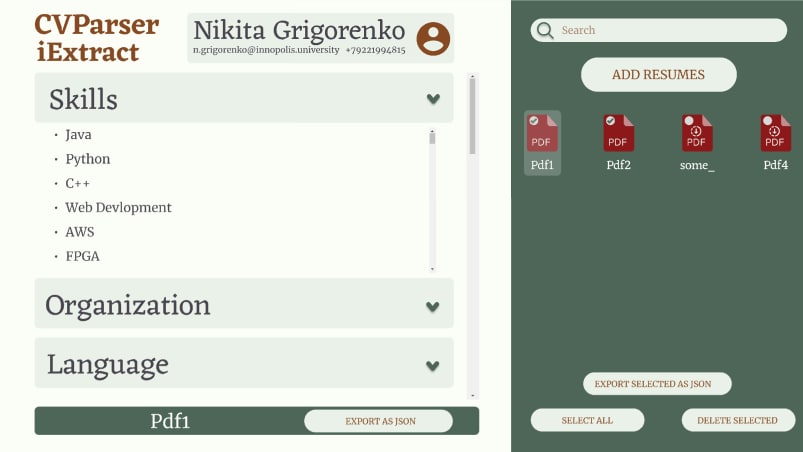 CVParser
iExtract
Nikita Grigorenko
n.grigorenko@innopolis.university +79221994815
Skills
• Java
• Python
• C++
• Web Devlopment
• AWS
• FPGA
Organization
Language
Pdf1
EXPORT AS JSON
Search
ADD RESUMES
PDF PDF PDF PDF
Pdf1 Pdf2 some_ Pdf4
EXPORT SELECTED AS JSON
SELECT ALL
DELETE SELECTED